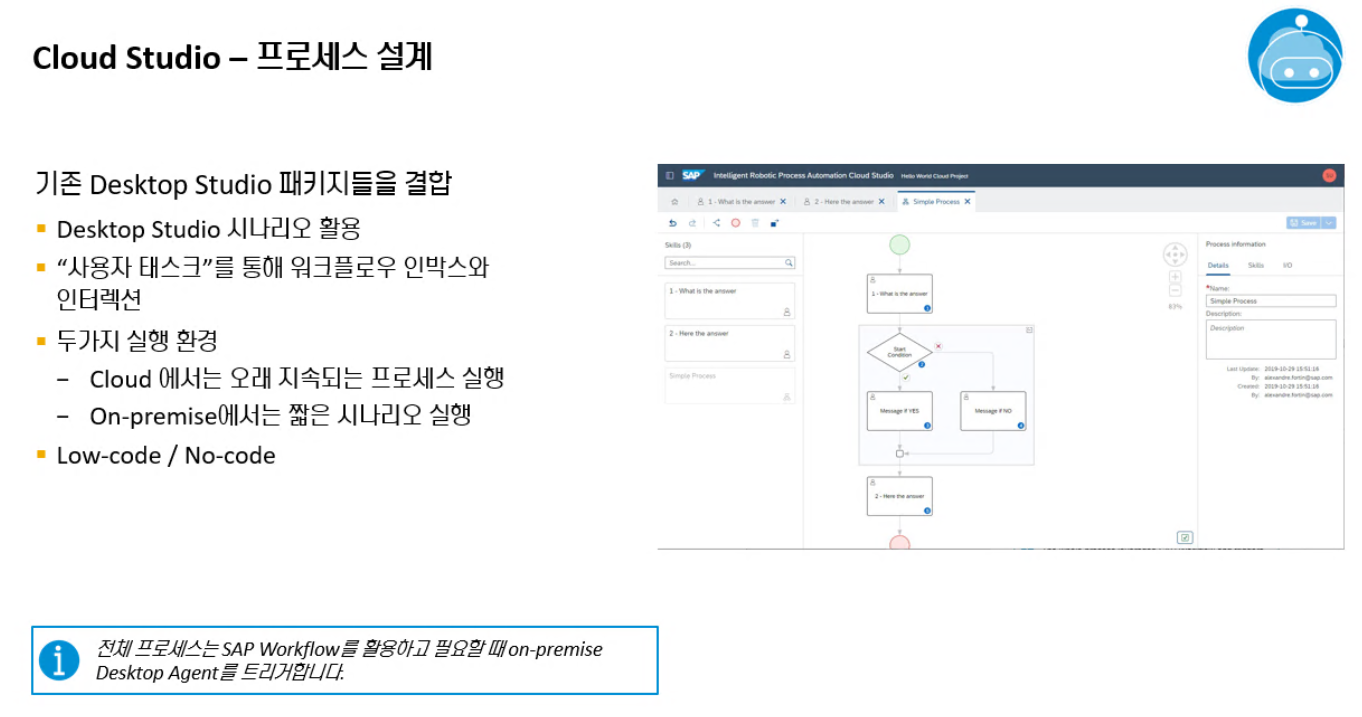 Cloud Studio – 프로세스 설계
기존 Desktop Studio 패키지들을 결합
▪ Desktop Studio 시나리오 활용
▪ “사용자 태스크”를 통해 워크플로우 인박스와
인터렉션
▪ 두가지 실행 환경
– Cloud 에서는 오래 지속되는 프로세스 실행
– On-premise에서는 짧은 시나리오 실행
▪ Low-code / No-code
SAP Intelligent Robotic Process Automation Cloud Studio Hello World Cloud Project
1 - What is the answer
2 - Here the answer
Simple Process
Save
Skills (3)
Search...
1 - What is the answer
2 - Here the answer
Simple Process
1 - What is the answer
1
Start
Condition
2
Message if YES
3
Message if NO
4
2 - Here the answer
5
83%
Process information
Details Skills I/O
*Name:
Simple Process
Description:
Description
Last Update: 2019-10-29 15:51:16
By: alexandre.fortin@sap.com
Created: 2019-10-29 15:51:16
By: alexandre.fortin@sap.com
i
전체 프로세스는 SAP Workflow를 활용하고 필요할 때 on-premise
Desktop Agent를 트리거합니다.